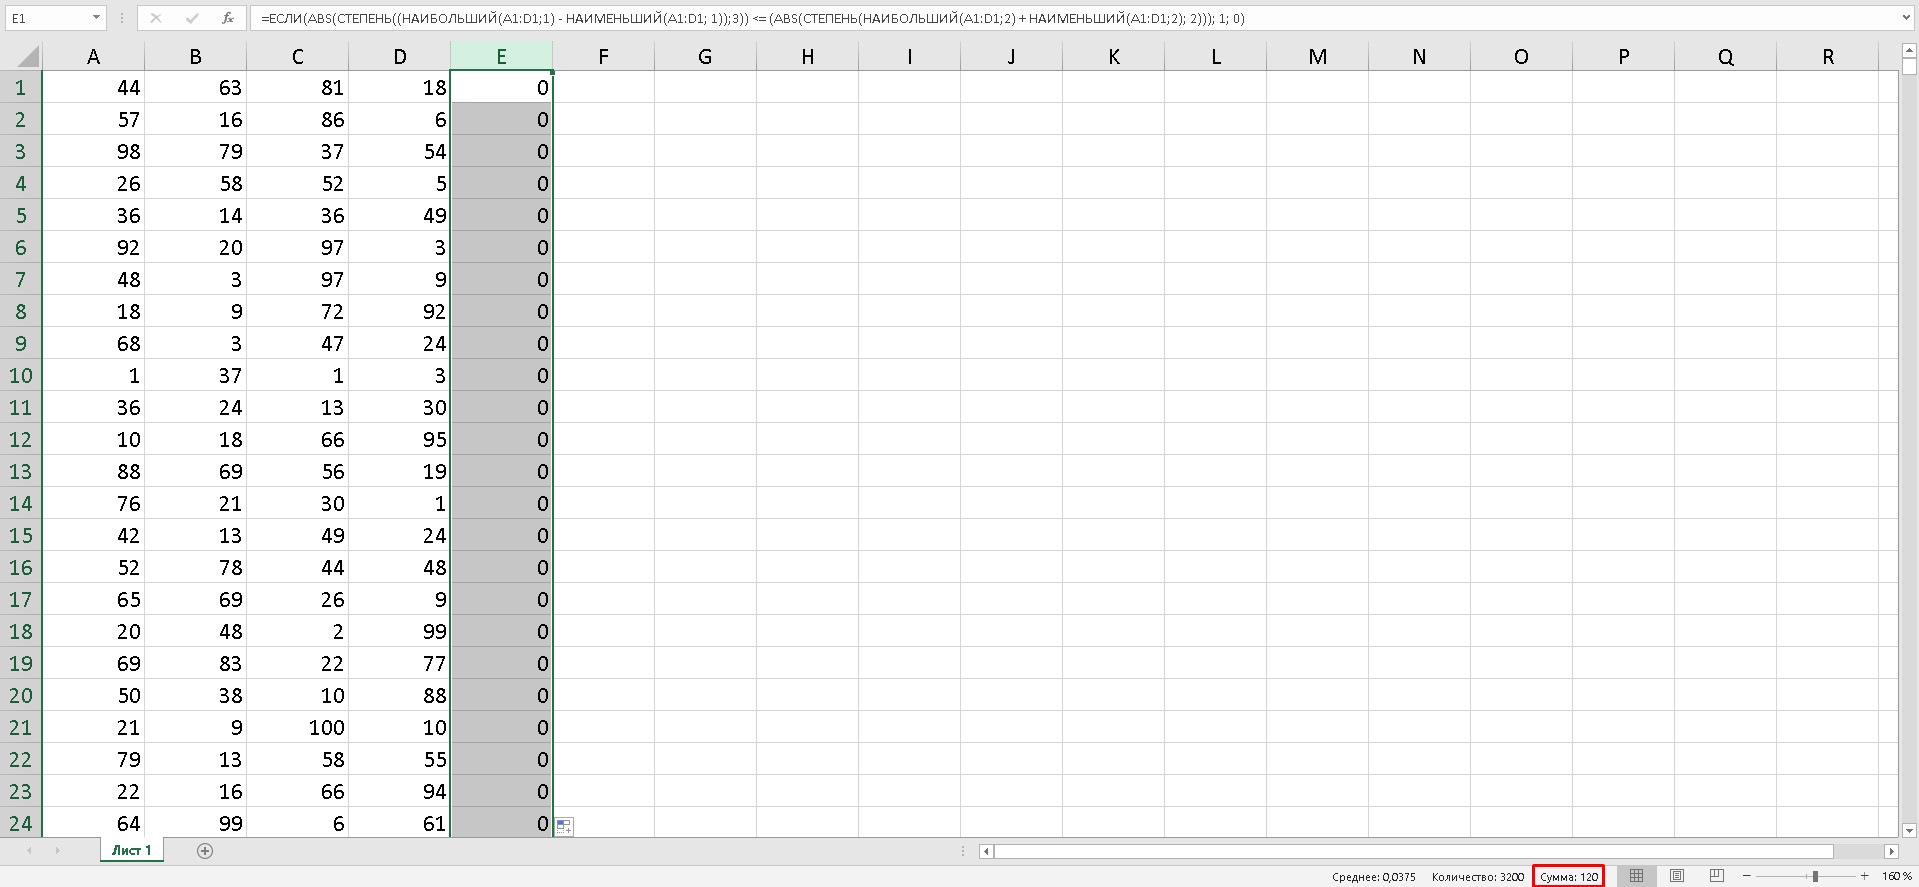 E1 fx =ЕСЛИ(ABS(СТЕПЕНЬ((НАИБОЛЬШИЙ(A1:D1;1) - НАИМЕНЬШИЙ(A1:D1; 1));3)) <= (ABS(СТЕПЕНЬ(НАИБОЛЬШИЙ(A1:D1;2) + НАИМЕНЬШИЙ(A1:D1;2); 2))); 1; 0)
A B C D E F G H I J K L M N O P Q R
1 44 63 81 18 0
2 57 16 86 6 0
3 98 79 37 54 0
4 26 58 52 5 0
5 36 14 36 49 0
6 92 20 97 3 0
7 48 3 97 9 0
8 18 9 72 92 0
9 68 3 47 24 0
10 1 37 1 3 0
11 36 24 13 30 0
12 10 18 66 95 0
13 88 69 56 19 0
14 76 21 30 1 0
15 42 13 49 24 0
16 52 78 44 48 0
17 65 69 26 9 0
18 20 48 2 99 0
19 69 83 22 77 0
20 50 38 10 88 0
21 21 9 100 10 0
22 79 13 58 55 0
23 22 16 66 94 0
24 64 99 6 61 0
Лист 1
Среднее: 0,0375 Количество: 3200 Сумма: 120 160 %